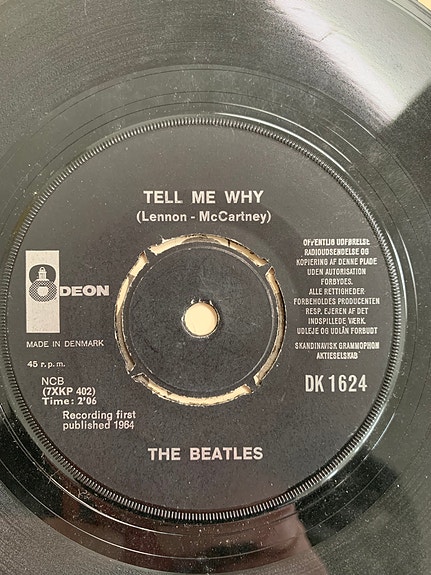 TELL ME WHY
(Lennon - McCartney)
ODEON
MADE IN DENMARK
45 r.p.m.
NCB
(7XKP 402)
Time: 2'06
Recording first
published 1964
OFFENTLIG UDFØRELSE
RADIOUDSENDELSE OG
KOPIERING AF DENNE PLADE
UDEN AUTORISATION
FORBYDES.
ALLE RETTIGHEDER
FORBEHOLDES PRODUCENTEN
RESP. EJEREN AF DET
INDSPILLEDE VÆRK.
UDLEJE OG UDLÅN FORBUDT
SKANDINAVISK GRAMMOPHON
AKTIESELSKAB
DK 1624
THE BEATLES